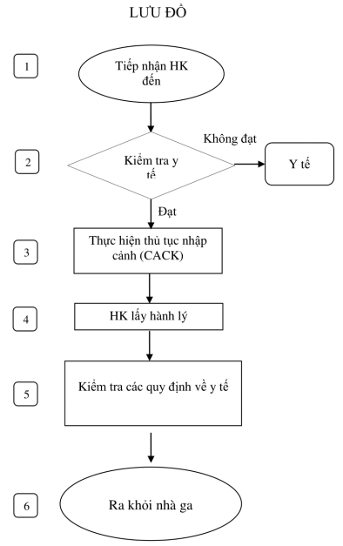 LƯU ĐỒ
1
Tiếp nhận HK
đến
2
Kiểm tra y
tế
Không đạt
Y tế
Đạt
3
Thực hiện thủ tục nhập
cảnh (CACK)
4
HK lấy hành lý
5
Kiểm tra các quy định về y tế
6
Ra khỏi nhà ga